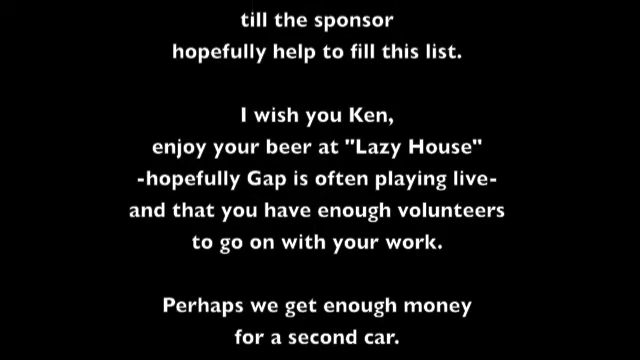 till the sponsor
hopefully help to fill this list.
I wish you Ken,
enjoy your beer at "Lazy House"
-hopefully Gap is often playing live-
and that you have enough volunteers
to go on with your work.
Perhaps we get enough money
for a second car.